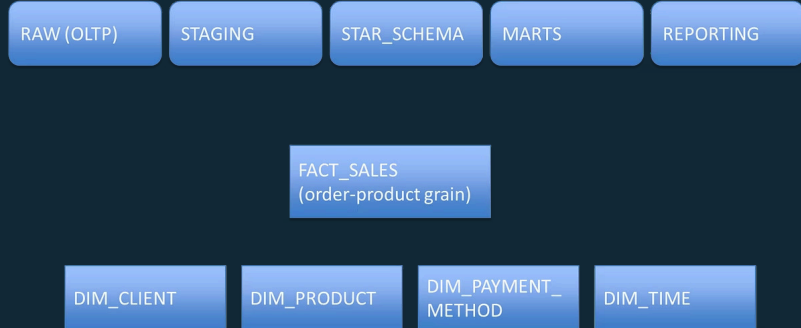 RAW (OLTP)
STAGING
STAR_SCHEMA
MARTS
REPORTING
FACT_SALES
(order-product grain)
DIM_CLIENT
DIM_PRODUCT
DIM_PAYMENT_
METHOD
DIM_TIME